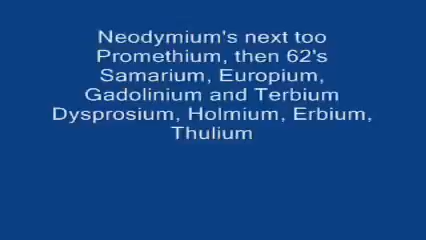 Neodymium's next too
Promethium, then 62's
Samarium, Europium,
Gadolinium and Terbium
Dysprosium, Holmium, Erbium,
Thulium